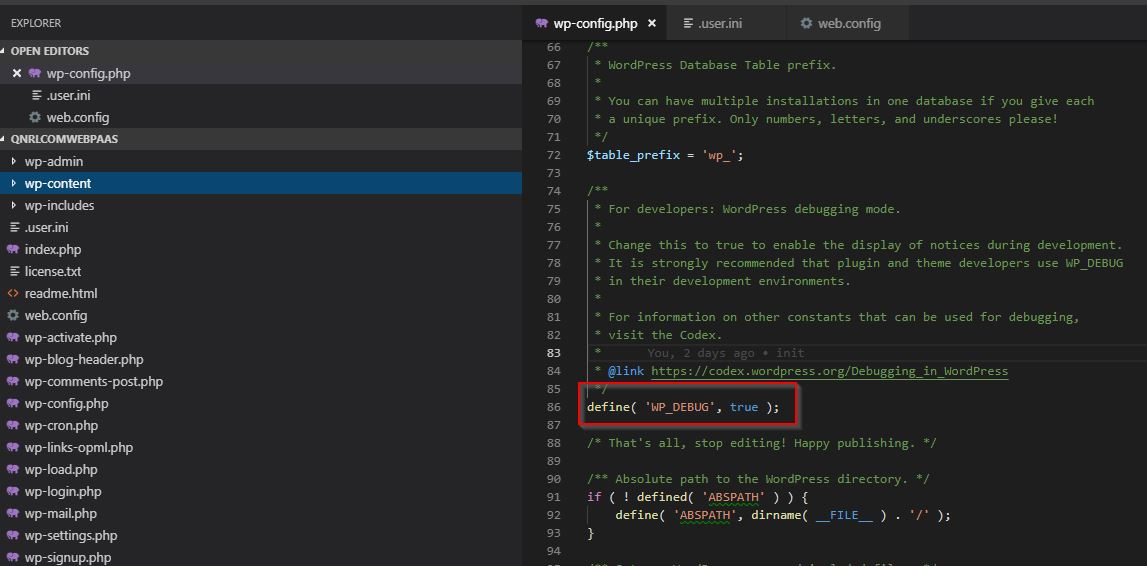 EXPLORER
OPEN EDITORS
wp-config.php
.user.ini
web.config
QNRLCOMWEBPAAS
wp-admin
wp-content
wp-includes
.user.ini
index.php
license.txt
readme.html
web.config
wp-activate.php
wp-blog-header.php
wp-comments-post.php
wp-config.php
wp-cron.php
wp-links-opml.php
wp-load.php
wp-login.php
wp-mail.php
wp-settings.php
wp-signup.php
wp-config.php .user.ini web.config
66 /**
67 * WordPress Database Table prefix.
68 *
69 * You can have multiple installations in one database if you give each
70 * a unique prefix. Only numbers, letters, and underscores please!
71 */
72 $table_prefix = 'wp_';
73
74 /**
75 * For developers: WordPress debugging mode.
76 *
77 * Change this to true to enable the display of notices during development.
78 * It is strongly recommended that plugin and theme developers use WP_DEBUG
79 * in their development environments.
80 *
81 * For information on other constants that can be used for debugging,
82 * visit the Codex.
83 * You, 2 days ago • init
84 * @link https://codex.wordpress.org/Debugging_in_WordPress
85 */
86 define( 'WP_DEBUG', true );
87
88 /* That's all, stop editing! Happy publishing. */
89
90 /** Absolute path to the WordPress directory. */
91 if ( ! defined( 'ABSPATH' ) ) {
92 define( 'ABSPATH', dirname( __FILE__ ) . '/' );
93 }
94